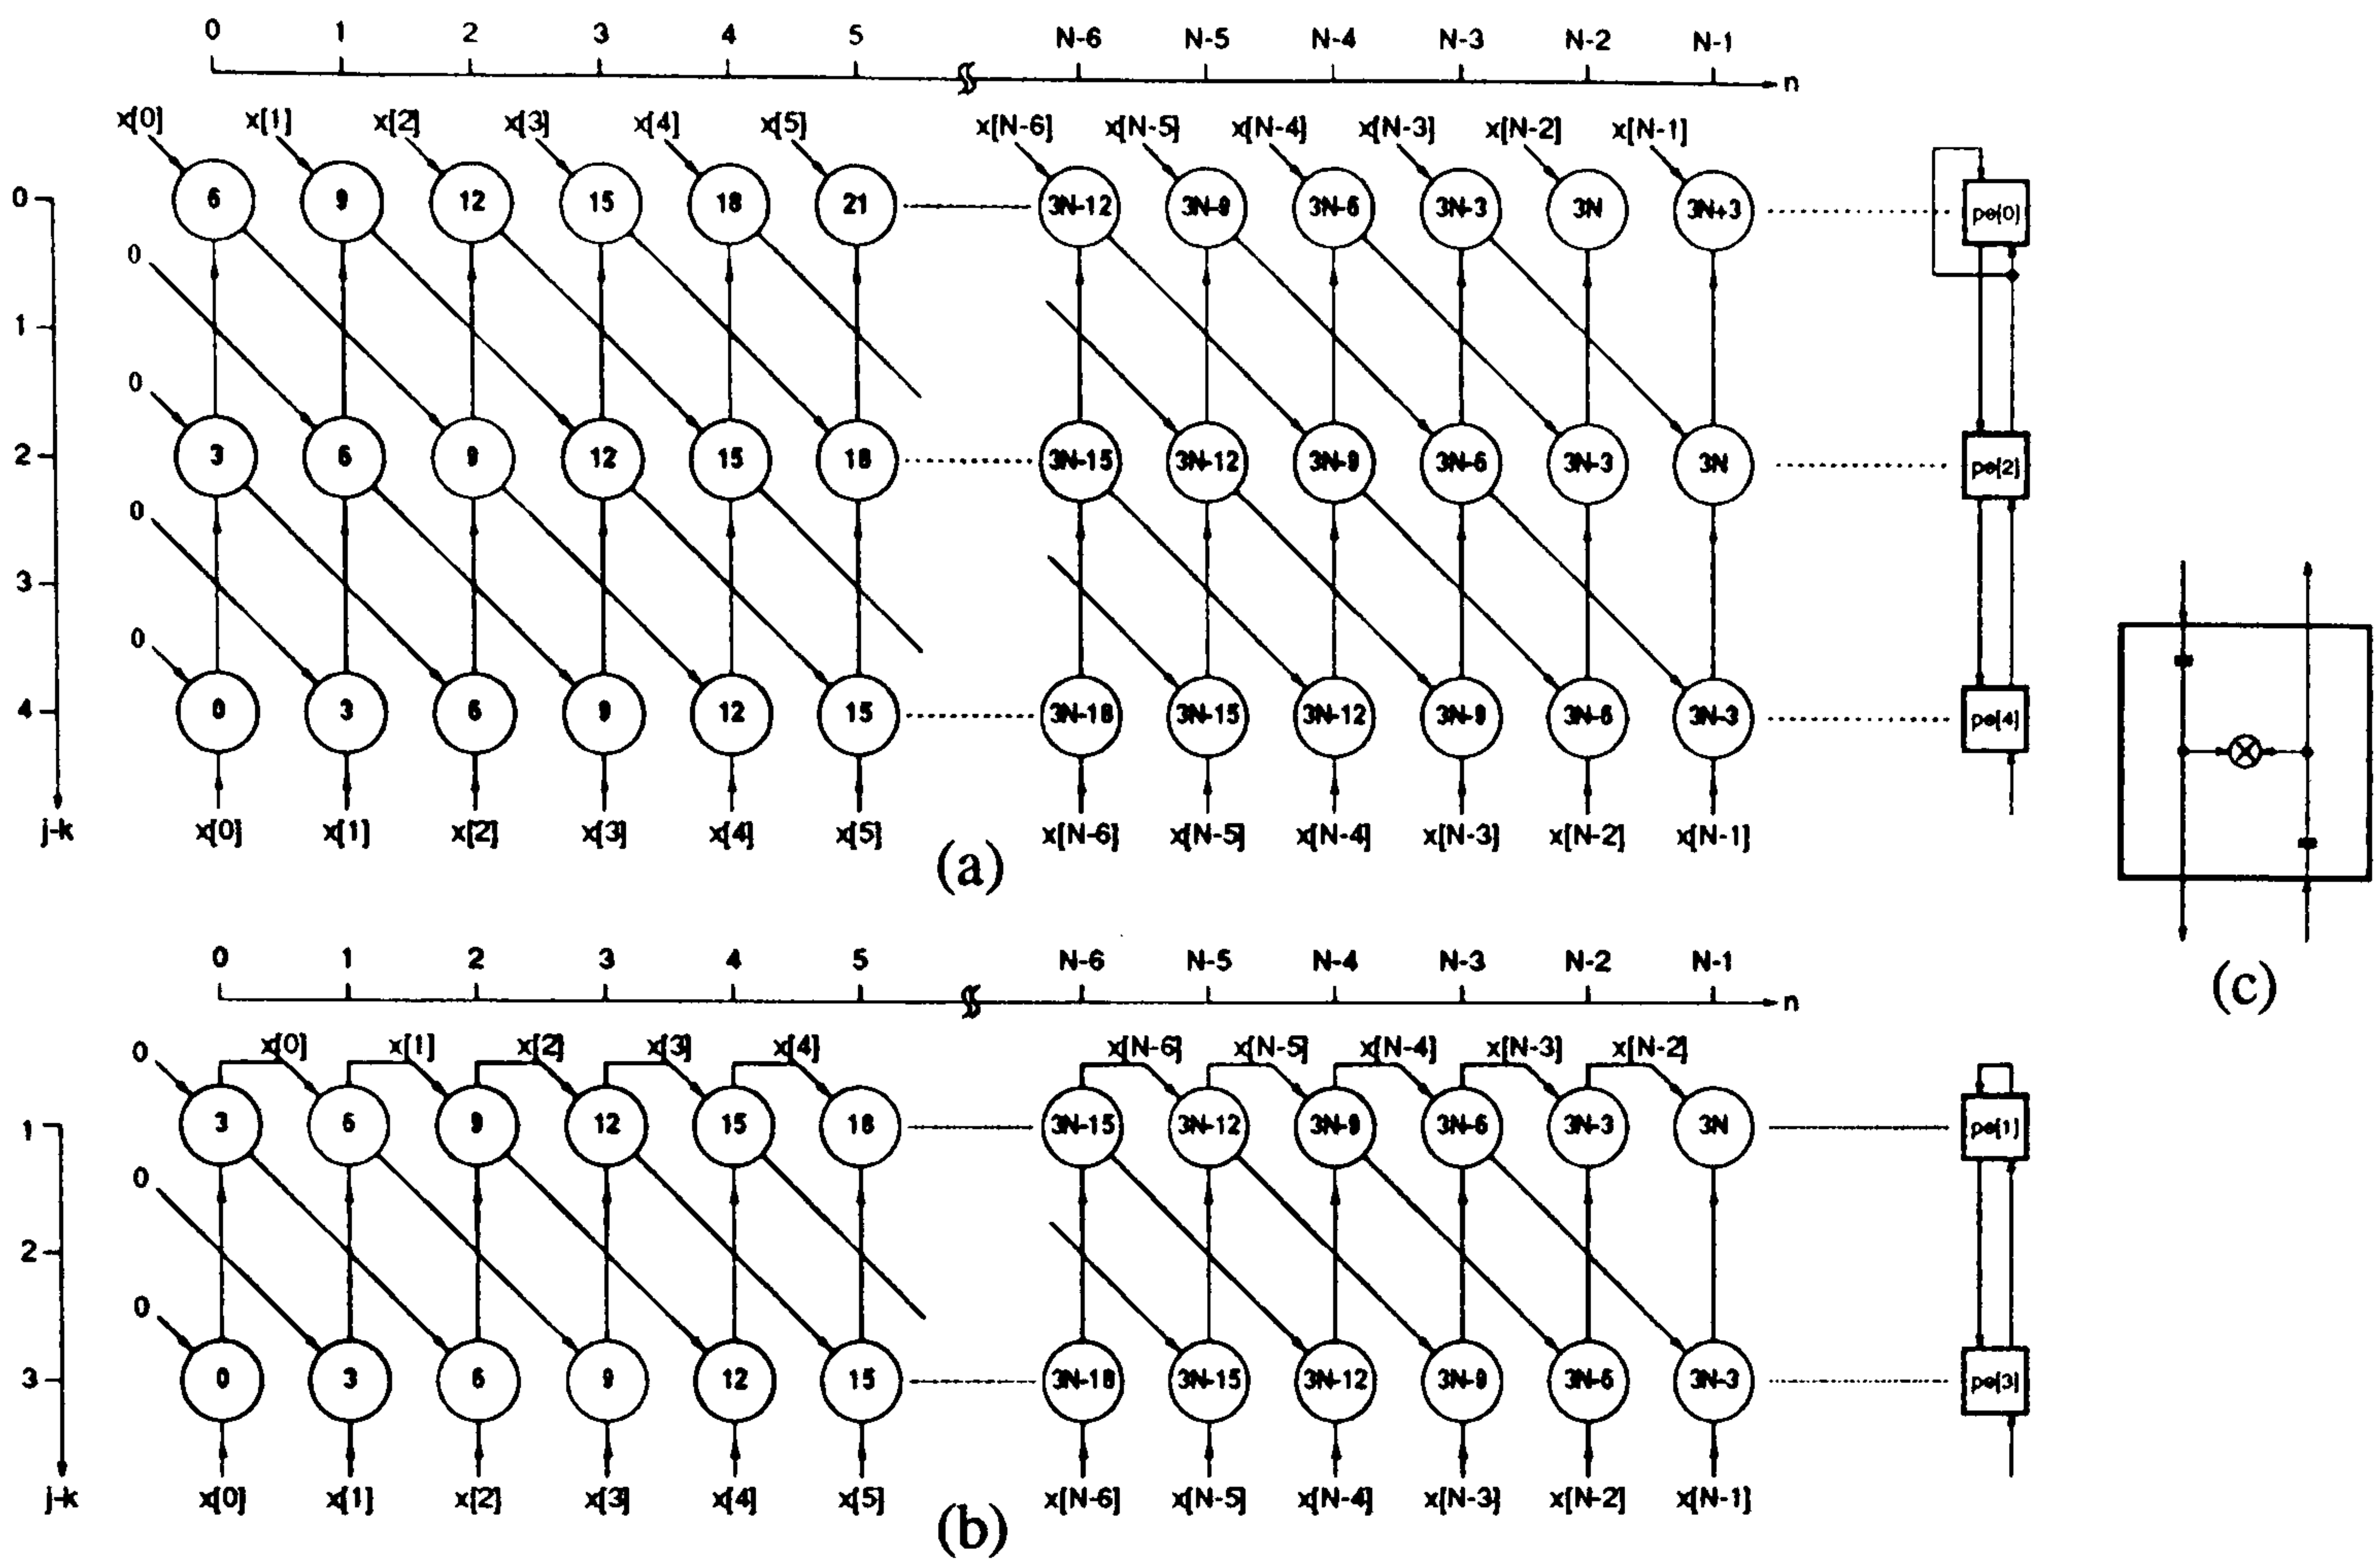 0 1 2 3 4 5 N-6 N-5 N-4 N-3 N-2 N-1
n
x[0] x[1] x[2] x[3] x[4] x[5] x[N-6] x[N-5] x[N-4] x[N-3] x[N-2] x[N-1]
0 6 9 12 15 18 21 3N-12 3N-9 3N-6 3N-3 3N 3N+3 pe[0]
0
1
0
2 3 6 9 12 15 18 3N-15 3N-12 3N-9 3N-6 3N-3 3N pe[2]
0
3
0
4 0 3 6 9 12 15 3N-18 3N-15 3N-12 3N-9 3N-6 3N-3 pe[4]
j-k x[0] x[1] x[2] x[3] x[4] x[5] x[N-6] x[N-5] x[N-4] x[N-3] x[N-2] x[N-1]
(a)
0 1 2 3 4 5 N-6 N-5 N-4 N-3 N-2 N-1
(c)
n
0 x[0] x[1] x[2] x[3] x[4] x[N-6] x[N-5] x[N-4] x[N-3] x[N-2]
1 3 6 9 12 15 18 3N-15 3N-12 3N-9 3N-6 3N-3 3N pe[1]
0
2
0
3 0 3 6 9 12 15 3N-18 3N-15 3N-12 3N-9 3N-6 3N-3 pe[3]
j-k x[0] x[1] x[2] x[3] x[4] x[5] x[N-6] x[N-5] x[N-4] x[N-3] x[N-2] x[N-1]
(b)